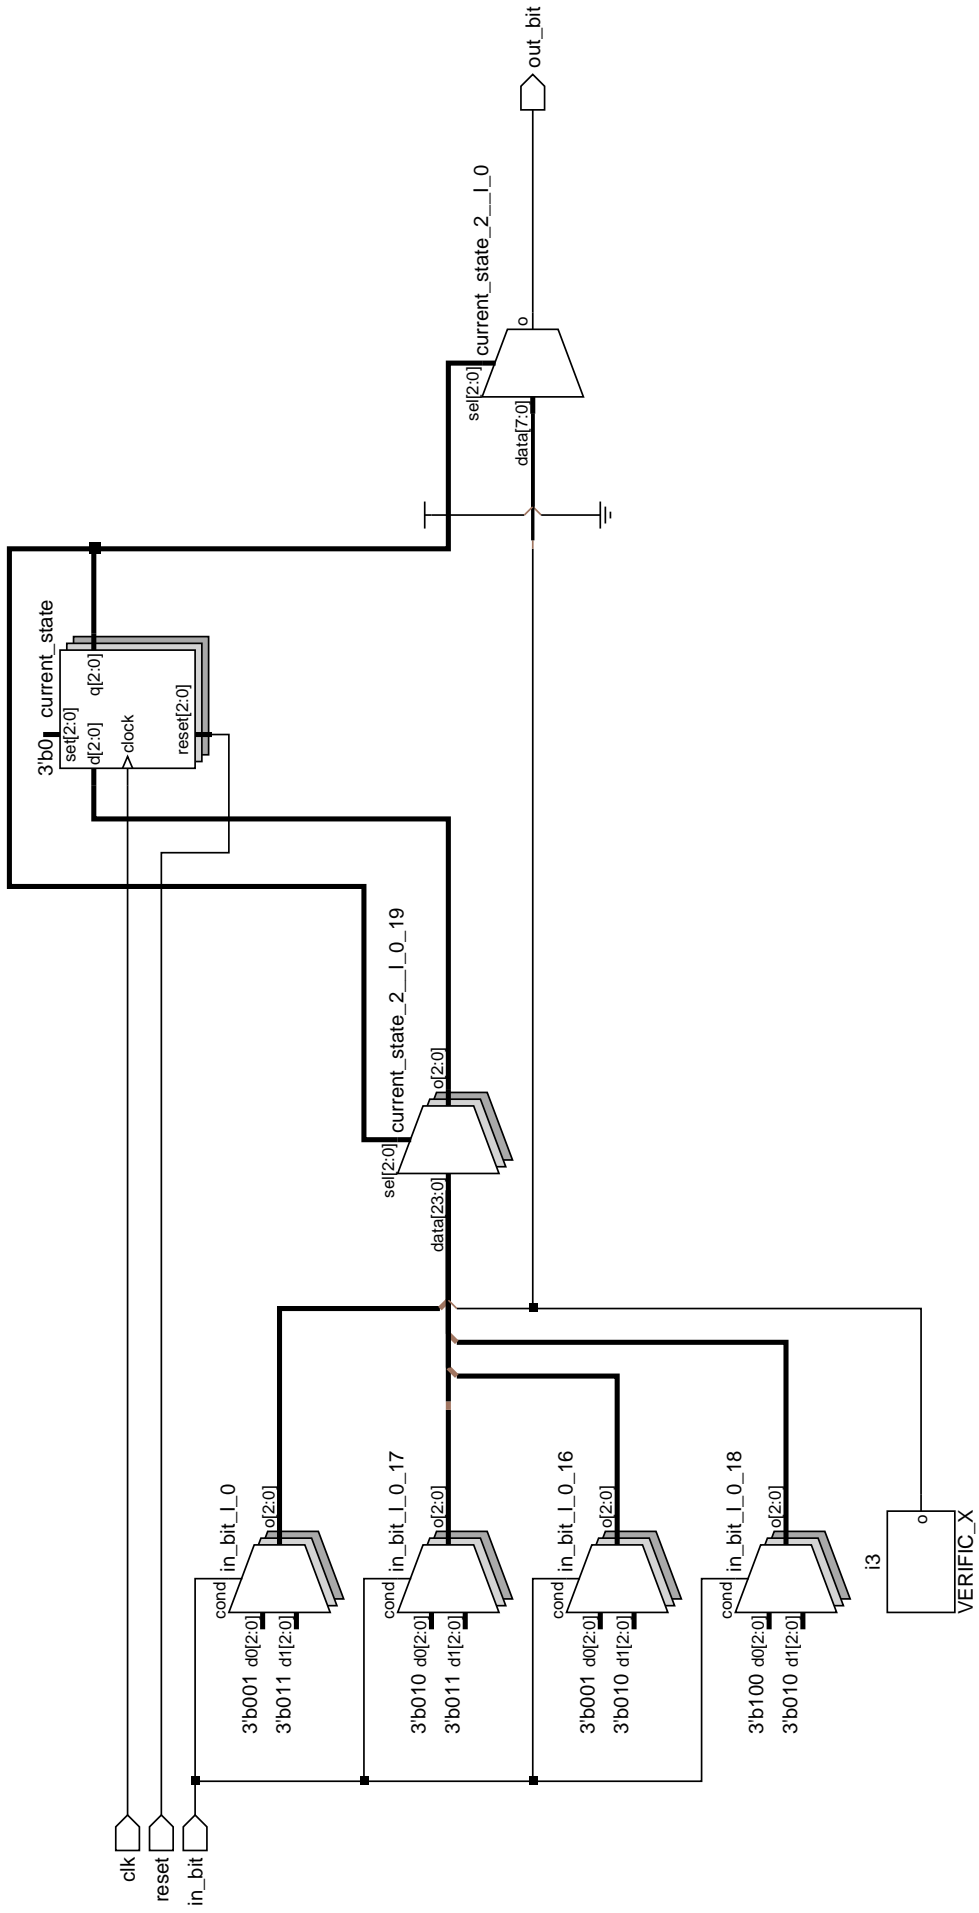 clk
reset
in_bit
3'b001 d0[2:0]
3'b011 d1[2:0]
cond
in_bit_I_0
o[2:0]
3'b010 d0[2:0]
3'b011 d1[2:0]
cond
in_bit_I_0_17
o[2:0]
3'b001 d0[2:0]
3'b010 d1[2:0]
cond
in_bit_I_0_16
o[2:0]
3'b100 d0[2:0]
3'b010 d1[2:0]
cond
in_bit_I_0_18
o[2:0]
i3
o
VERIFIC_X
sel[2:0]
current_state_2__I_0_19
data[23:0]
o[2:0]
3'b0
current_state
set[2:0]
d[2:0]
q[2:0]
clock
reset[2:0]
sel[2:0]
current_state_2__I_0
data[7:0]
o
out_bit